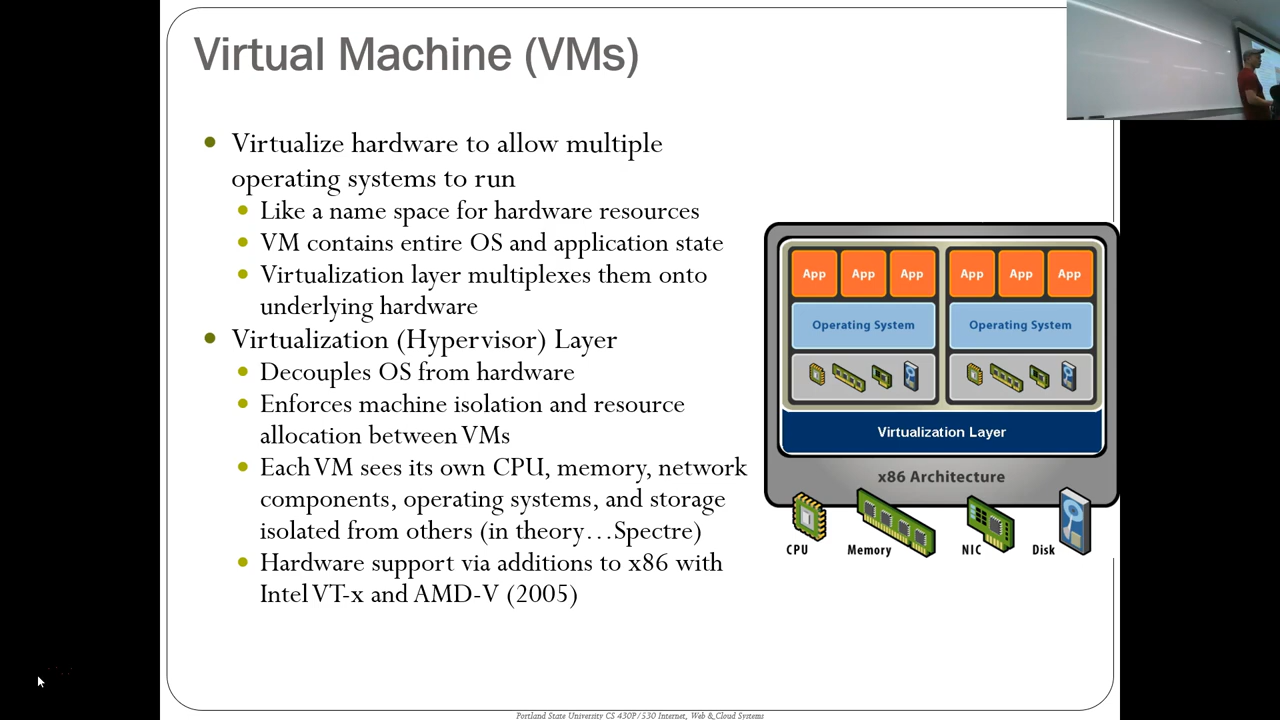 Virtual Machine (VMs)
Virtualize hardware to allow multiple
operating systems to run
Like a name space for hardware resources
VM contains entire OS and application state
Virtualization layer multiplexes them onto
underlying hardware
Virtualization (Hypervisor) Layer
Decouples OS from hardware
Enforces machine isolation and resource
allocation between VMs
Each VM sees its own CPU, memory, network
components, operating systems, and storage
isolated from others (in theory…Spectre)
Hardware support via additions to x86 with
Intel VT-x and AMD-V (2005)
App App App App App App
Operating System Operating System
Virtualization Layer
x86 Architecture
CPU Memory NIC Disk
Portland State University CS 430P/530 Internet, Web & Cloud Systems